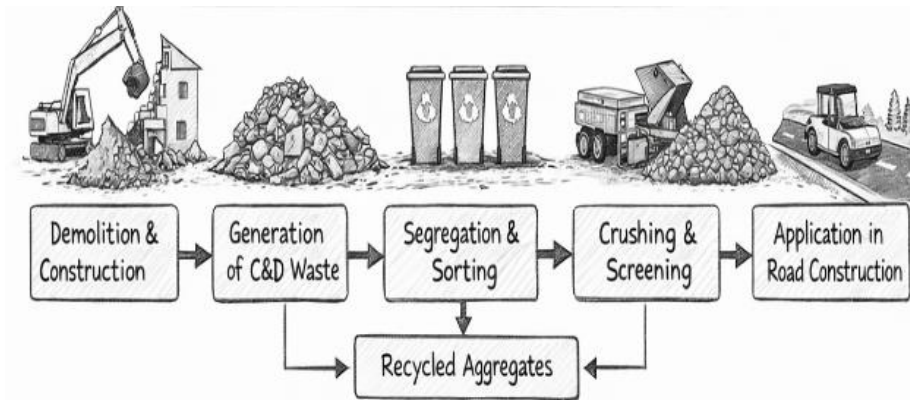 Demolition &
Construction
Generation
of C&D Waste
Segregation &
Sorting
Crushing &
Screening
Application in
Road Construction
Recycled Aggregates